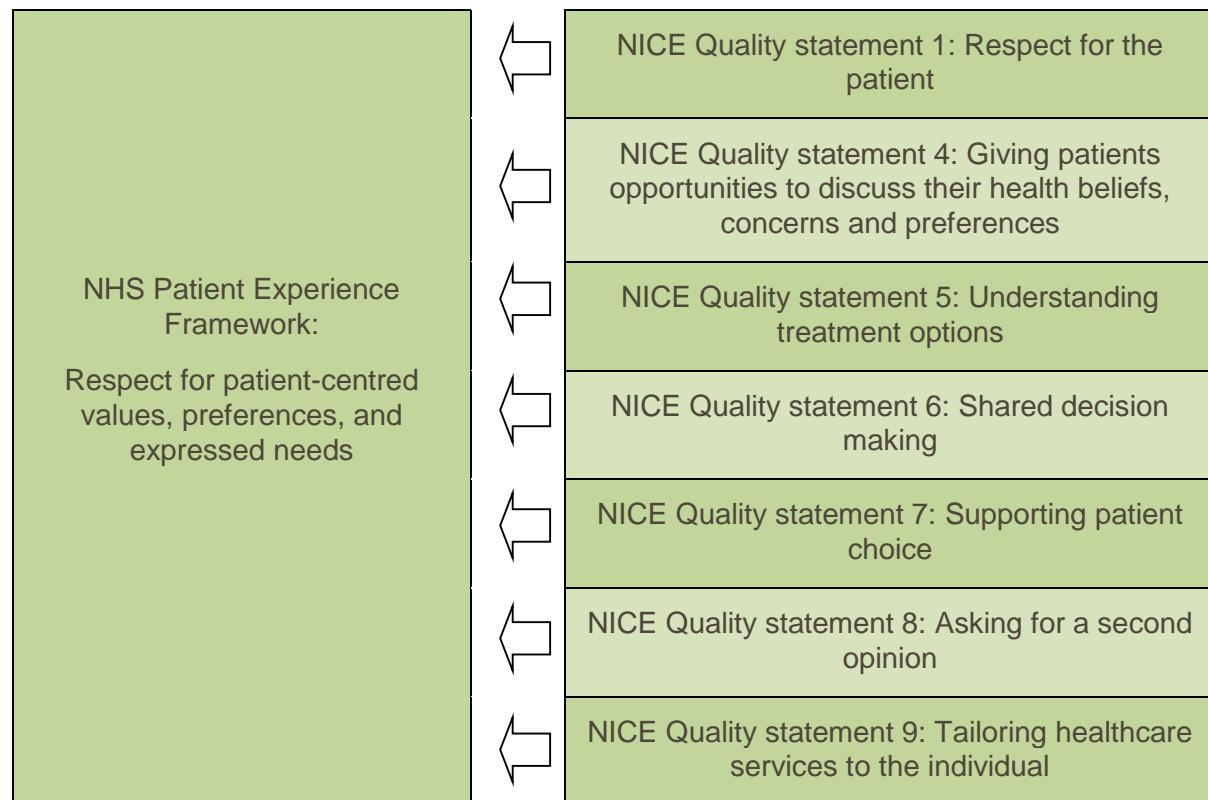 NHS Patient Experience
Framework:
Respect for patient-centred
values, preferences, and
expressed needs
NICE Quality statement 1: Respect for the
patient
NICE Quality statement 4: Giving patients
opportunities to discuss their health beliefs,
concerns and preferences
NICE Quality statement 5: Understanding
treatment options
NICE Quality statement 6: Shared decision
making
NICE Quality statement 7: Supporting patient
choice
NICE Quality statement 8: Asking for a second
opinion
NICE Quality statement 9: Tailoring healthcare
services to the individual